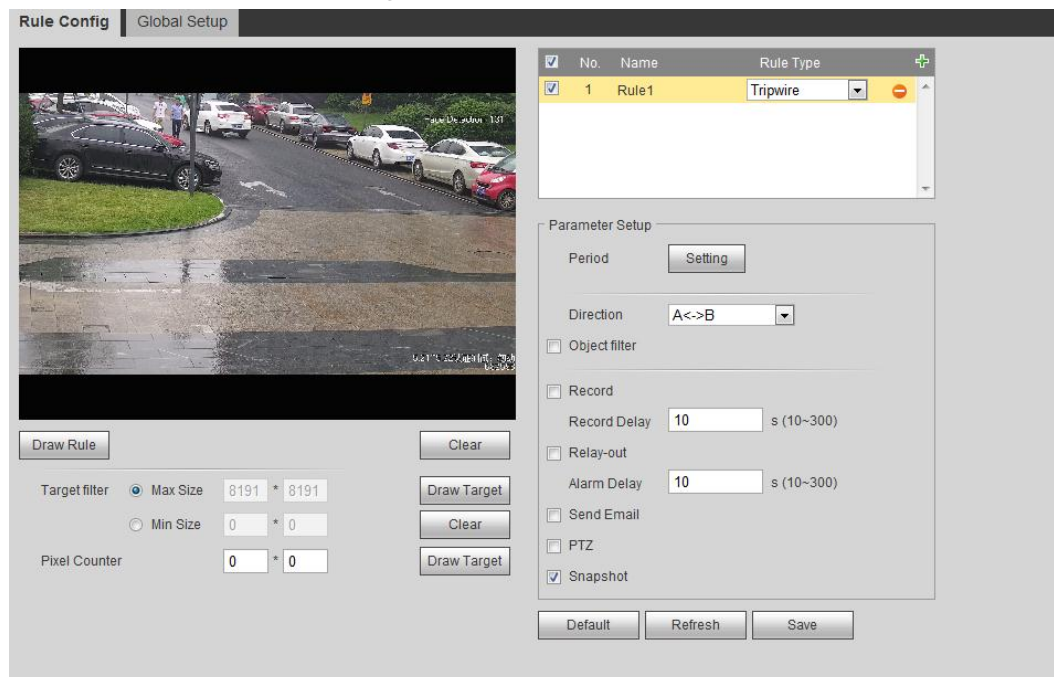 Rule Config Global Setup
No. Name Rule Type
1 Rule1 Tripwire
Parameter Setup
Period Setting
Direction A<->B
Object filter
Record
Record Delay 10 s (10~300)
Relay-out
Alarm Delay 10 s (10~300)
Send Email
PTZ
Snapshot
Default Refresh Save
Draw Rule Clear
Target filter Max Size 8191 * 8191 Draw Target
Min Size 0 * 0 Clear
Pixel Counter 0 * 0 Draw Target